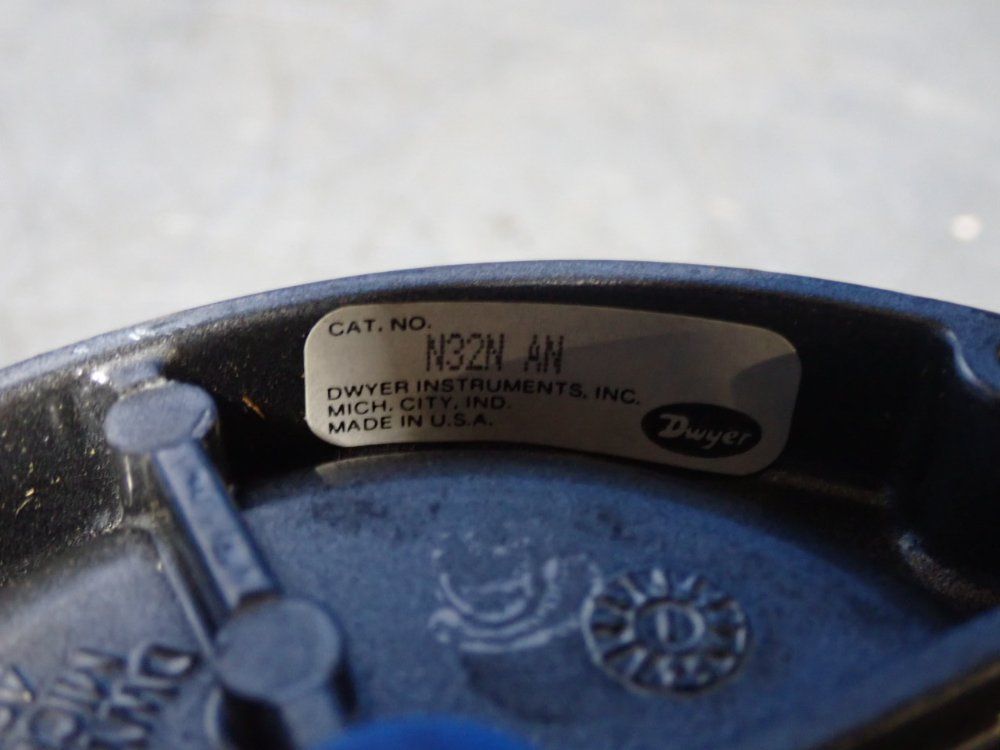 CAT. NO.
N32N AN
DWYER INSTRUMENTS, INC.
MICH. CITY, IND.
MADE IN U.S.A.
Dwyer
D